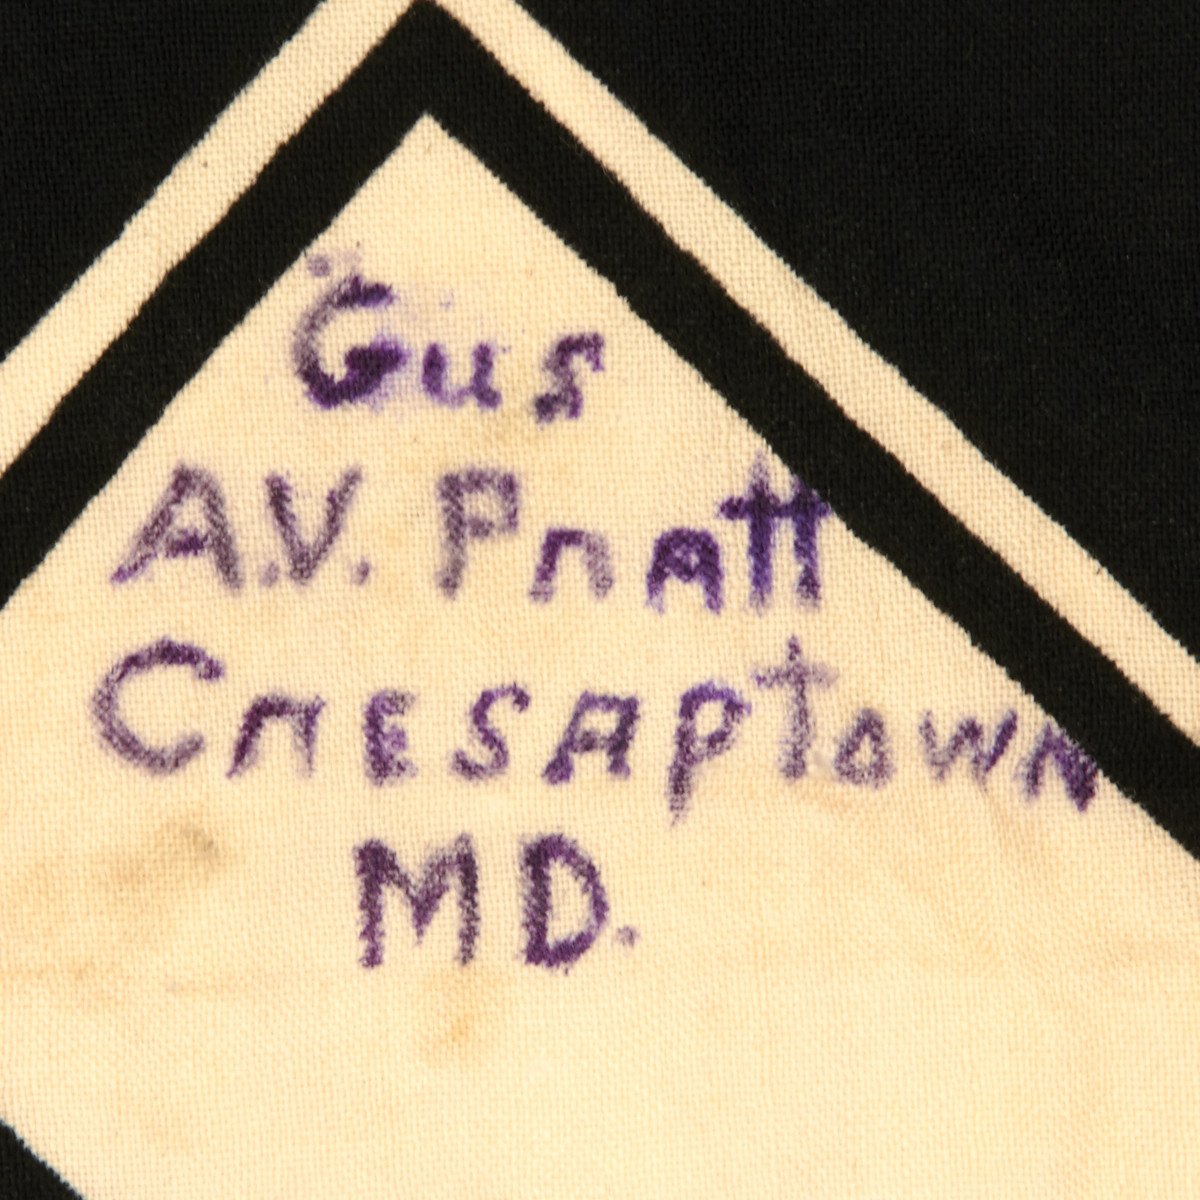 Gus
A.V. Pratt
Cresaptown
MD.